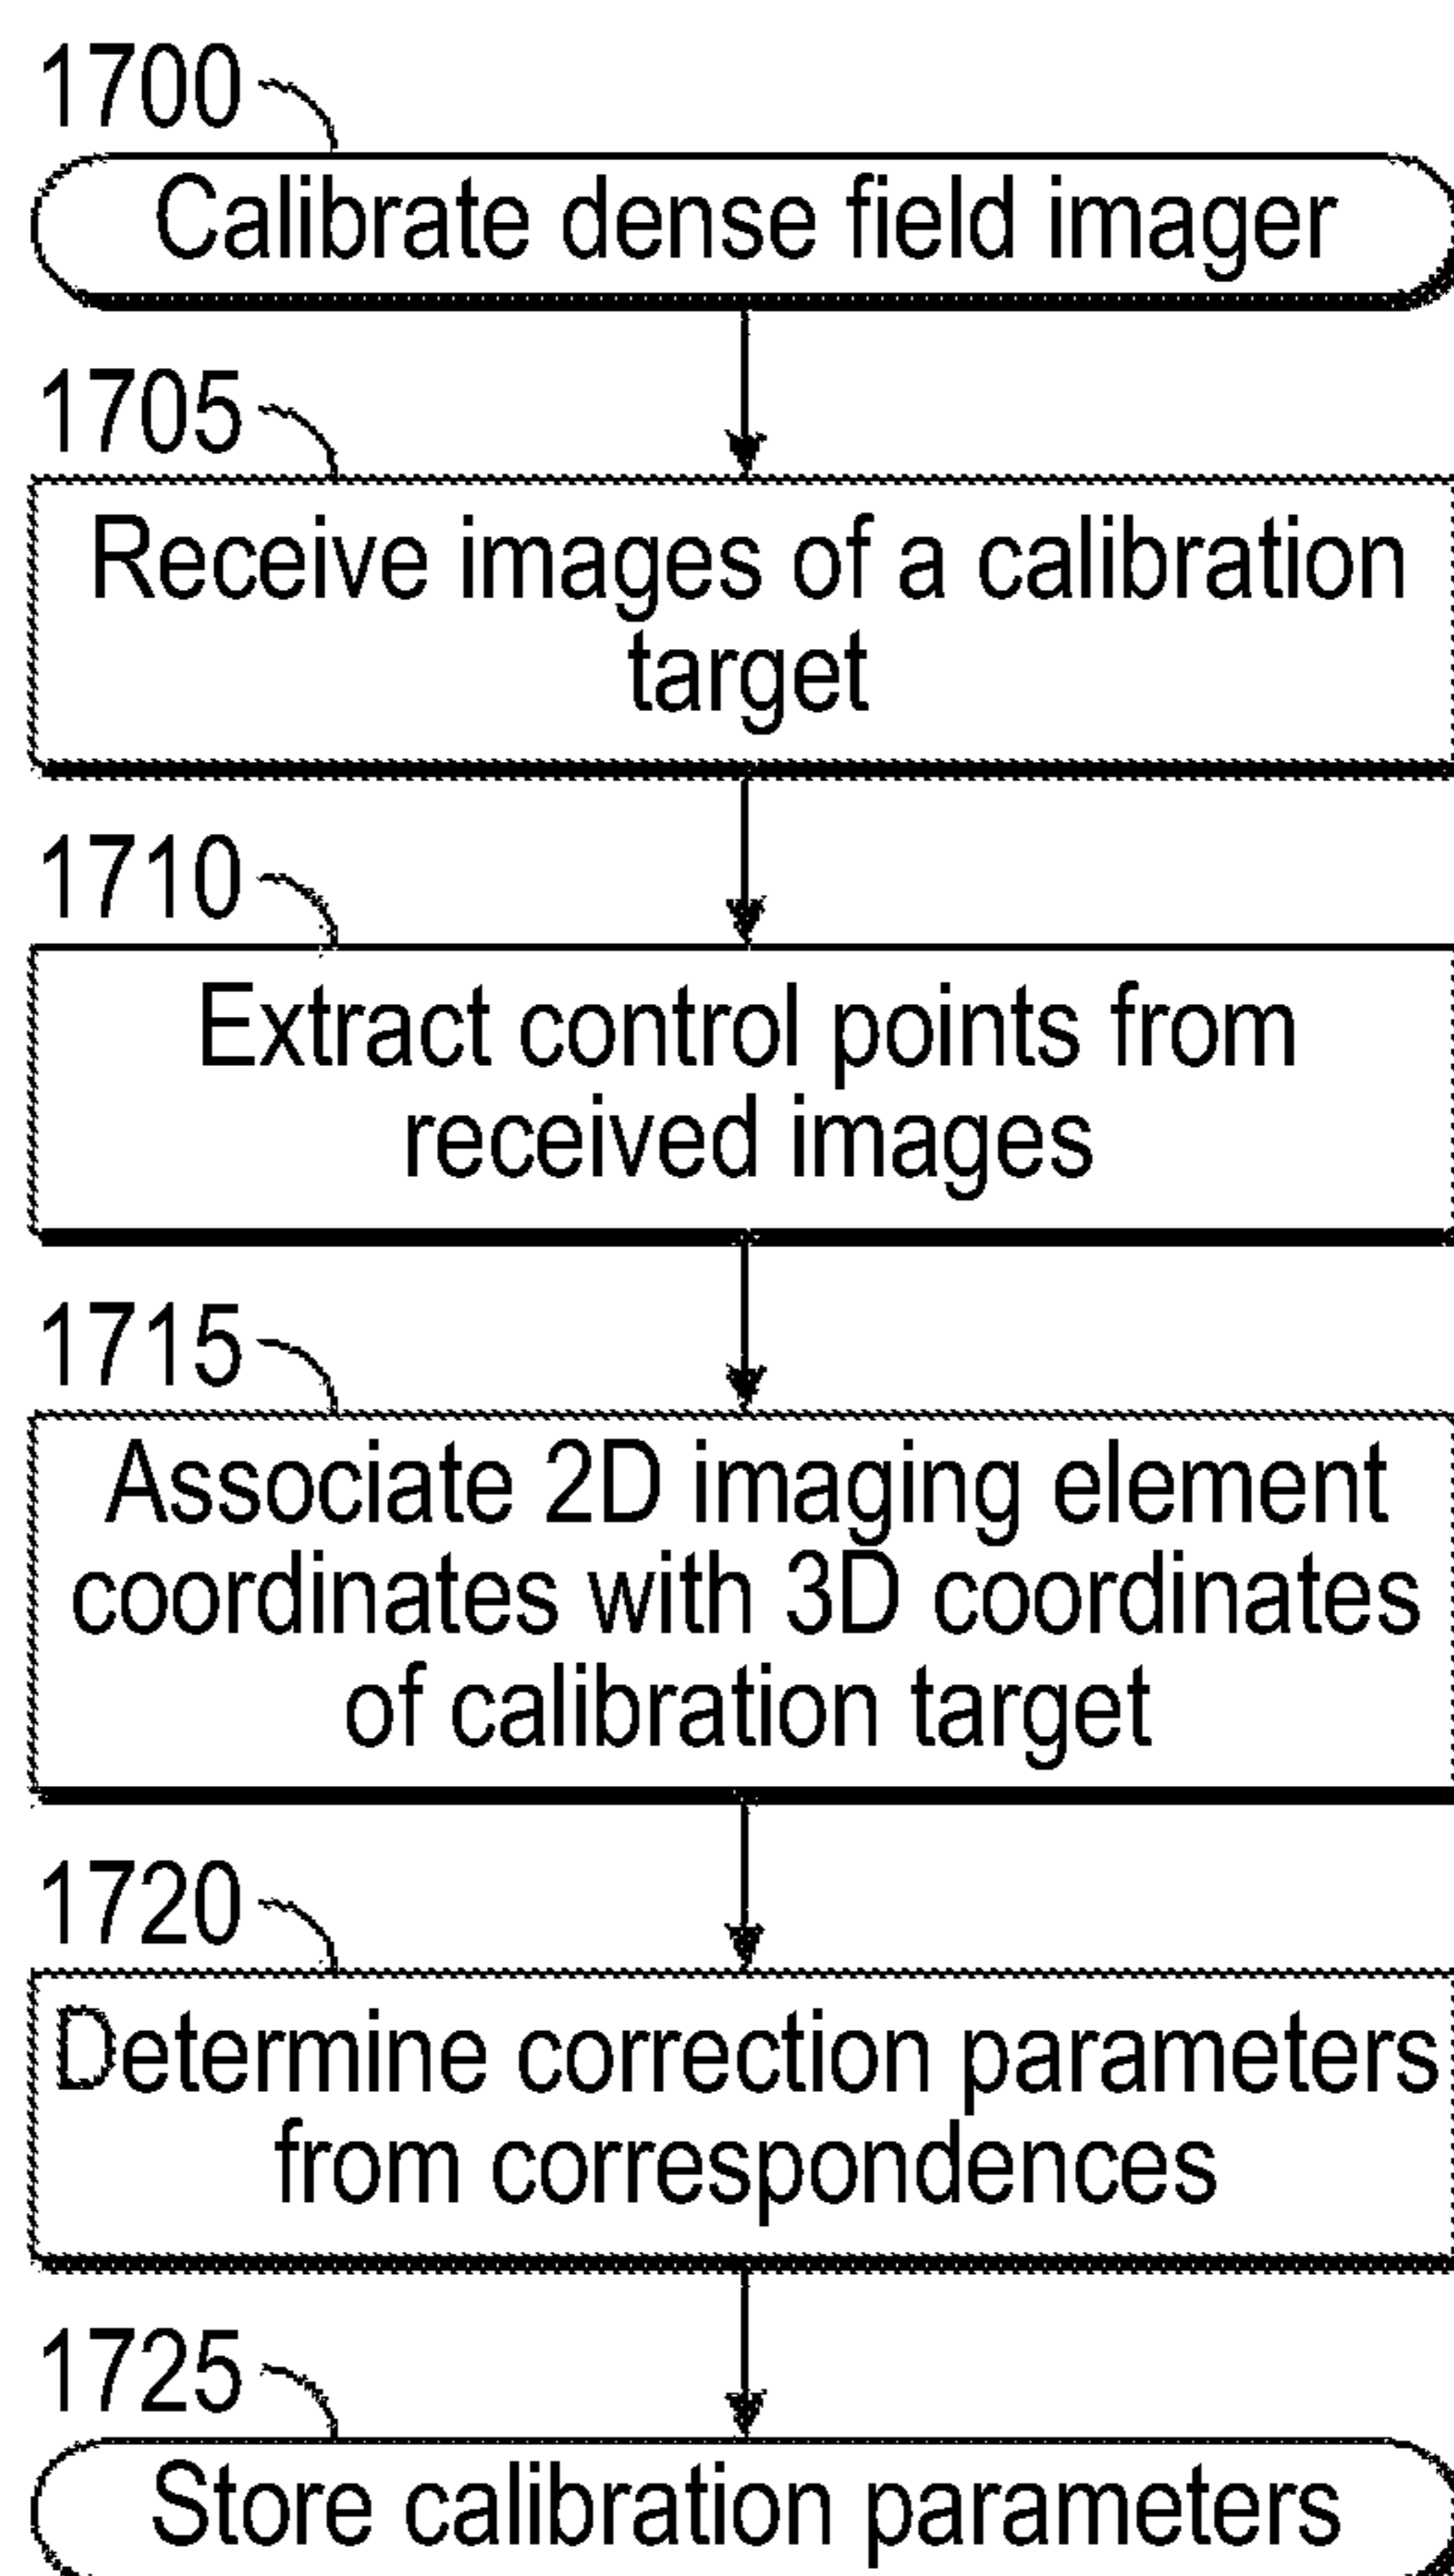 1700
Calibrate dense field imager
1705
Receive images of a calibration
target
1710
Extract control points from
received images
1715
Associate 2D imaging element
coordinates with 3D coordinates
of calibration target
1720
Determine correction parameters
from correspondences
1725
Store calibration parameters